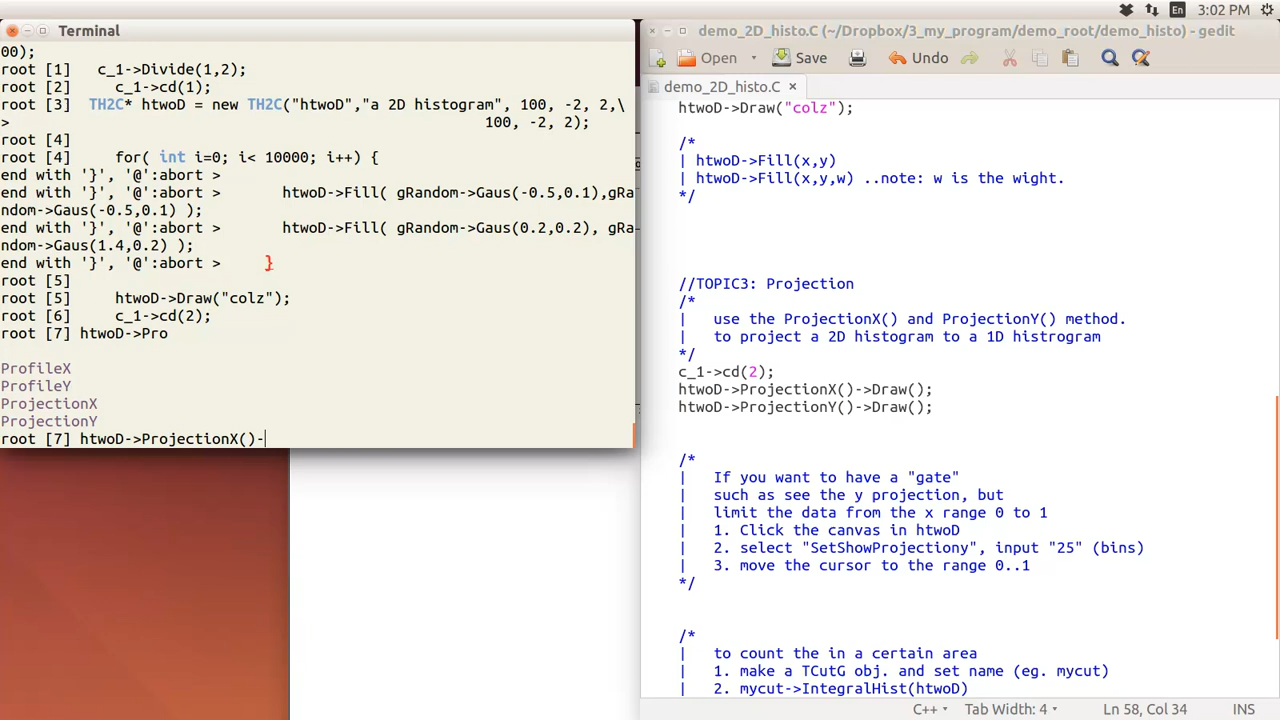 En
3:02 PM
Terminal
00);
root [1]   c_1->Divide(1,2);
root [2]     c_1->cd(1);
root [3]  TH2C* htwoD = new TH2C("htwoD","a 2D histogram", 100, -2, 2,\
>                                                      100, -2, 2);
root [4]
root [4]     for( int i=0; i< 10000; i++) {
end with '}', '@':abort >
end with '}', '@':abort >       htwoD->Fill( gRandom->Gaus(-0.5,0.1),gRa
ndom->Gaus(-0.5,0.1) );
end with '}', '@':abort >       htwoD->Fill( gRandom->Gaus(0.2,0.2), gRa
ndom->Gaus(1.4,0.2) );
end with '}', '@':abort >     }
root [5]
root [5]     htwoD->Draw("colz");
root [6]     c_1->cd(2);
root [7] htwoD->Pro
ProfileX
ProfileY
ProjectionX
ProjectionY
root [7] htwoD->ProjectionX()-
demo_2D_histo.C (~/Dropbox/3_my_program/demo_root/demo_histo) - gedit
Open
Save
Undo
demo_2D_histo.C
htwoD->Draw("colz");
/*
| htwoD->Fill(x,y)
| htwoD->Fill(x,y,w) ..note: w is the wight.
*/
//TOPIC3: Projection
/*
|   use the ProjectionX() and ProjectionY() method.
|   to project a 2D histogram to a 1D histrogram
*/
c_1->cd(2);
htwoD->ProjectionX()->Draw();
htwoD->ProjectionY()->Draw();
/*
|   If you want to have a "gate"
|   such as see the y projection, but
|   limit the data from the x range 0 to 1
|   1. Click the canvas in htwoD
|   2. select "SetShowProjectiony", input "25" (bins)
|   3. move the cursor to the range 0..1
*/
/*
|   to count the in a certain area
|   1. make a TCutG obj. and set name (eg. mycut)
|   2. mycut->IntegralHist(htwoD)
C++
Tab Width: 4
Ln 58, Col 34
INS